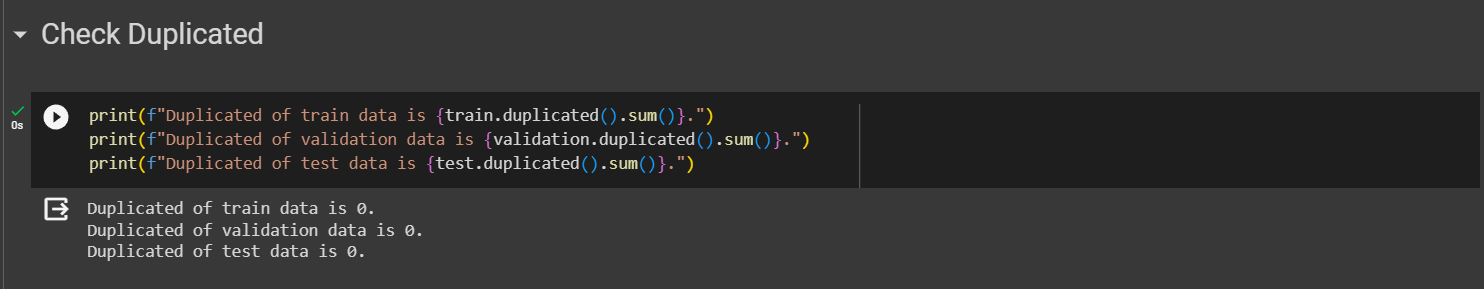 Check Duplicated
0s
print(f"Duplicated of train data is {train.duplicated().sum()}.")
print(f"Duplicated of validation data is {validation.duplicated().sum()}.")
print(f"Duplicated of test data is {test.duplicated().sum()}.")
Duplicated of train data is 0.
Duplicated of validation data is 0.
Duplicated of test data is 0.